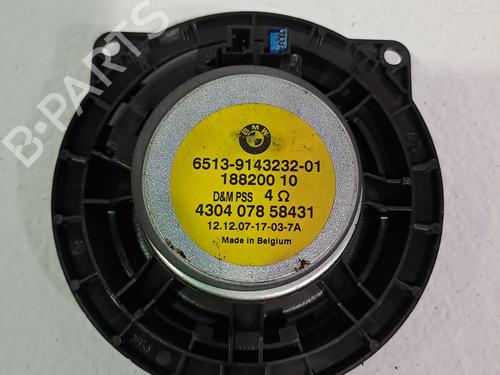 BMW
6513-9143232-01
188200 10
D&M PSS 4 Ω
4304 078 58431
12.12.07-17-03-7A
Made in Belgium
B-PARTS